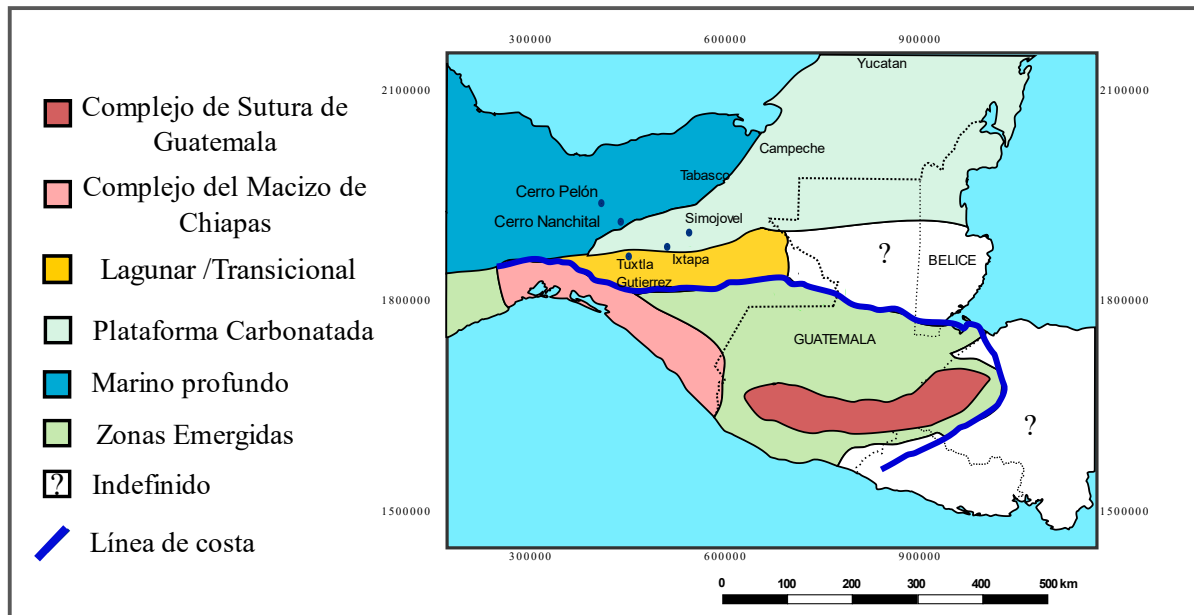 Complejo de Sutura de
Guatemala
Complejo del Macizo de
Chiapas
Lagunar /Transicional
Plataforma Carbonatada
Marino profundo
Zonas Emergidas
? Indefinido
Línea de costa
300000 600000 900000
2100000 2100000
1800000 1800000
1500000 1500000
Yucatan
Campeche
Tabasco
Cerro Pelón
Cerro Nanchital
Simojovel
Ixtapa
Tuxtla
Gutierrez
?
BELICE
GUATEMALA
?
300000 600000 900000
0 100 200 300 400 500 km